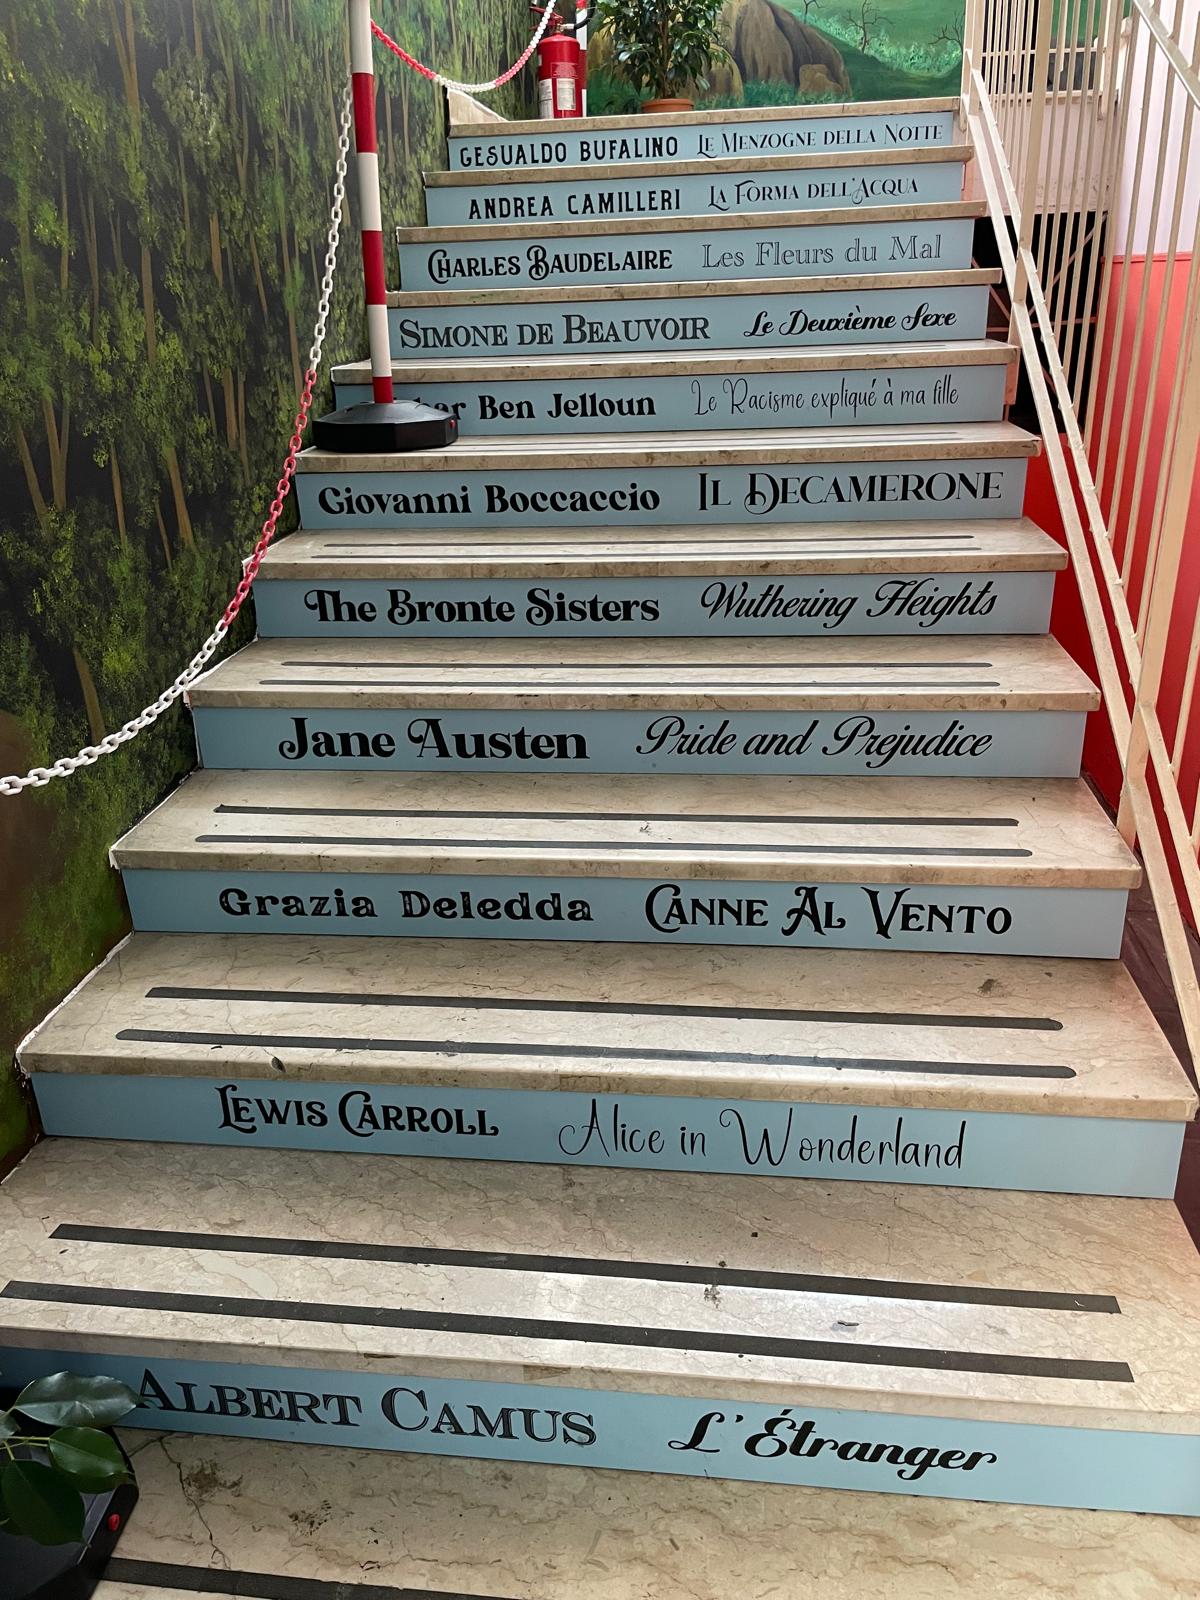 GESUALDO BUFALINO LE MENZOGNE DELLA NOTTE
ANDREA CAMILLERI LA FORMA DELL'ACQUA
CHARLES BAUDELAIRE Les Fleurs du Mal
SIMONE DE BEAUVOIR Le Deuxième Sexe
Ben Jelloun Le Racisme expliqué à ma fille
Giovanni Boccaccio IL DECAMERONE
The Bronte Sisters Wuthering Heights
Jane Austen Pride and Prejudice
Grazia Deledda CANNE AL VENTO
LEWIS CARROLL Alice in Wonderland
ALBERT CAMUS L'Étranger